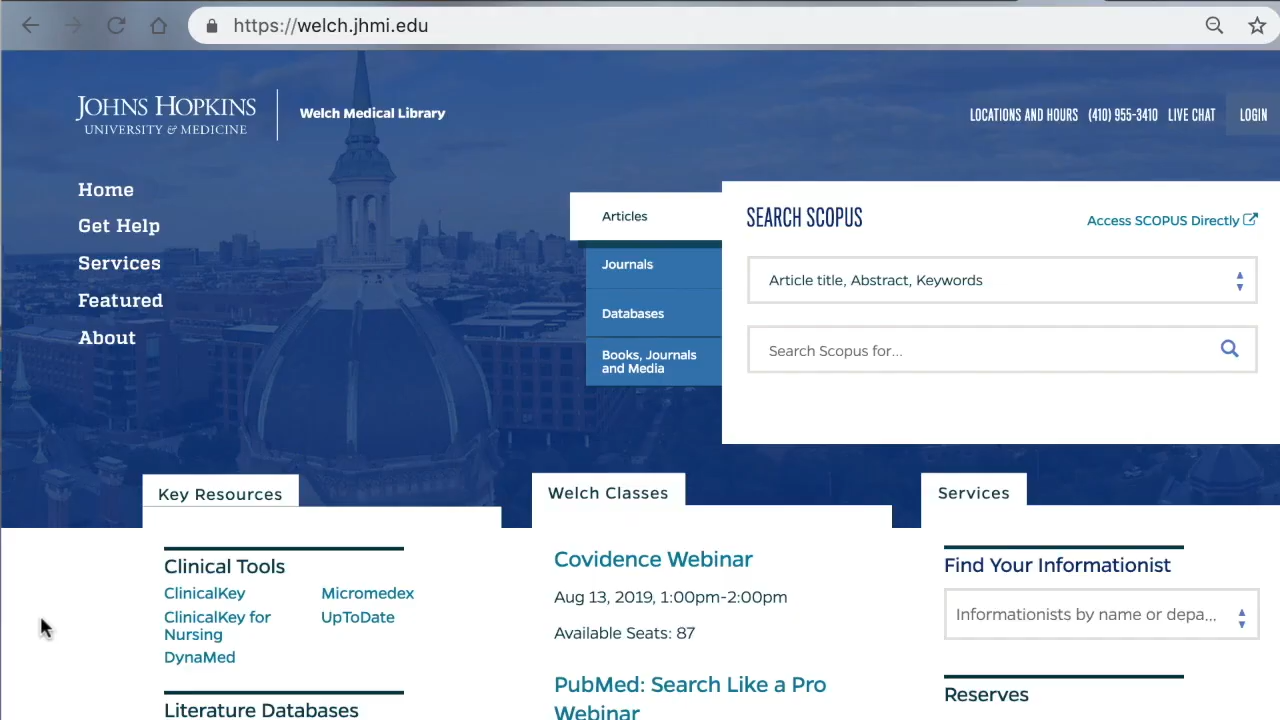 https://welch.jhmi.edu
JOHNS HOPKINS
UNIVERSITY & MEDICINE
Welch Medical Library
LOCATIONS AND HOURS
(410) 955-3410
LIVE CHAT
LOGIN
Home
Get Help
Services
Featured
About
Articles
Journals
Databases
Books, Journals
and Media
SEARCH SCOPUS
Access SCOPUS Directly
Article title, Abstract, Keywords
Search Scopus for...
Key Resources
Clinical Tools
ClinicalKey
ClinicalKey for
Nursing
DynaMed
Micromedex
UpToDate
Literature Databases
Welch Classes
Covidence Webinar
Aug 13, 2019, 1:00pm-2:00pm
Available Seats: 87
PubMed: Search Like a Pro
Webinar
Services
Find Your Informationist
Informationists by name or depa...
Reserves